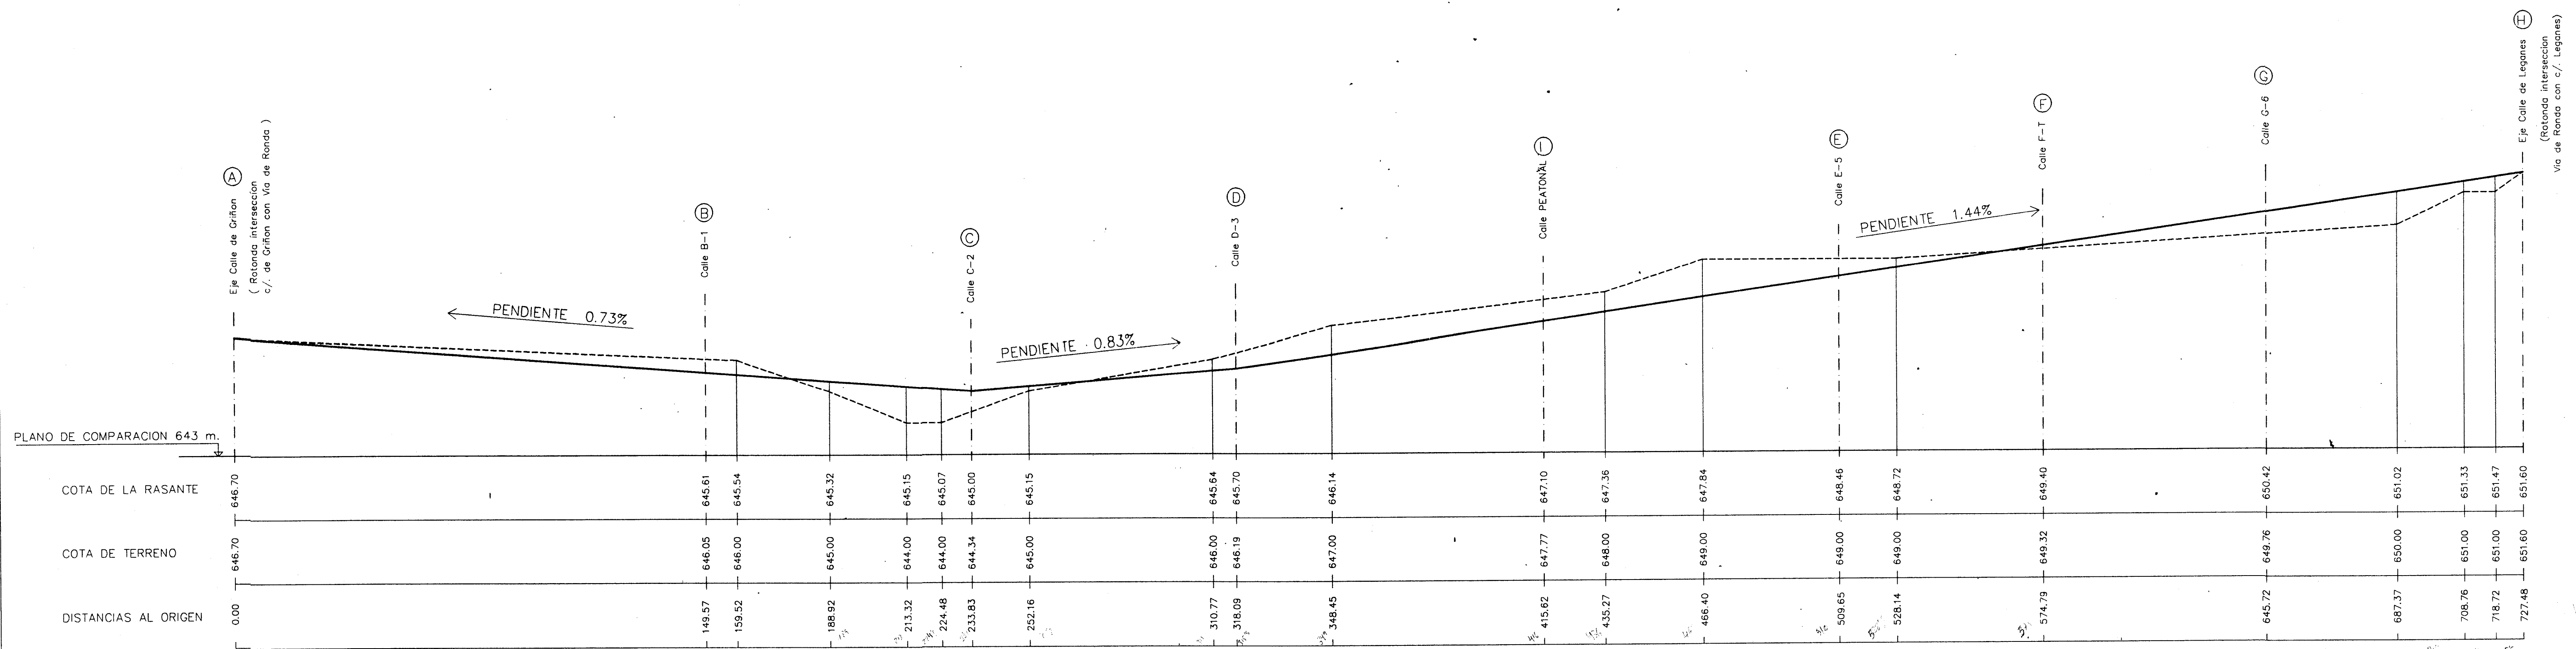 A
Eje Calle de Griñon
( Rotonda interseccion
c/. de Griñon con Via de Ronda )
B
Calle B-1
C
Calle C-2
D
Calle D-3
I
Calle PEATONAL
E
Calle E-5
F
Calle F-T
G
Calle G-6
H
Eje Calle de Leganes
(Rotonda interseccion
Via de Ronda con c/. Leganes)
PENDIENTE 0.73%
PENDIENTE 0.83%
PENDIENTE 1.44%
PLANO DE COMPARACION 643 m.
COTA DE LA RASANTE 646.70 645.61 645.54 645.32 645.15 645.07 645.00 645.15 645.64 645.70 646.14 647.10 647.36 647.84 648.46 648.72 649.40 650.42 651.02 651.33 651.47 651.60
COTA DE TERRENO 646.70 646.05 646.00 645.00 644.00 644.00 644.34 645.00 646.00 646.19 647.00 647.77 648.00 649.00 649.00 649.00 649.32 649.76 650.00 651.00 651.00 651.60
DISTANCIAS AL ORIGEN 0.00 149.57 159.52 188.92 213.32 224.48 233.83 252.16 310.77 318.09 348.45 415.62 435.27 466.40 509.65 528.14 574.79 645.72 687.37 708.76 718.72 727.48